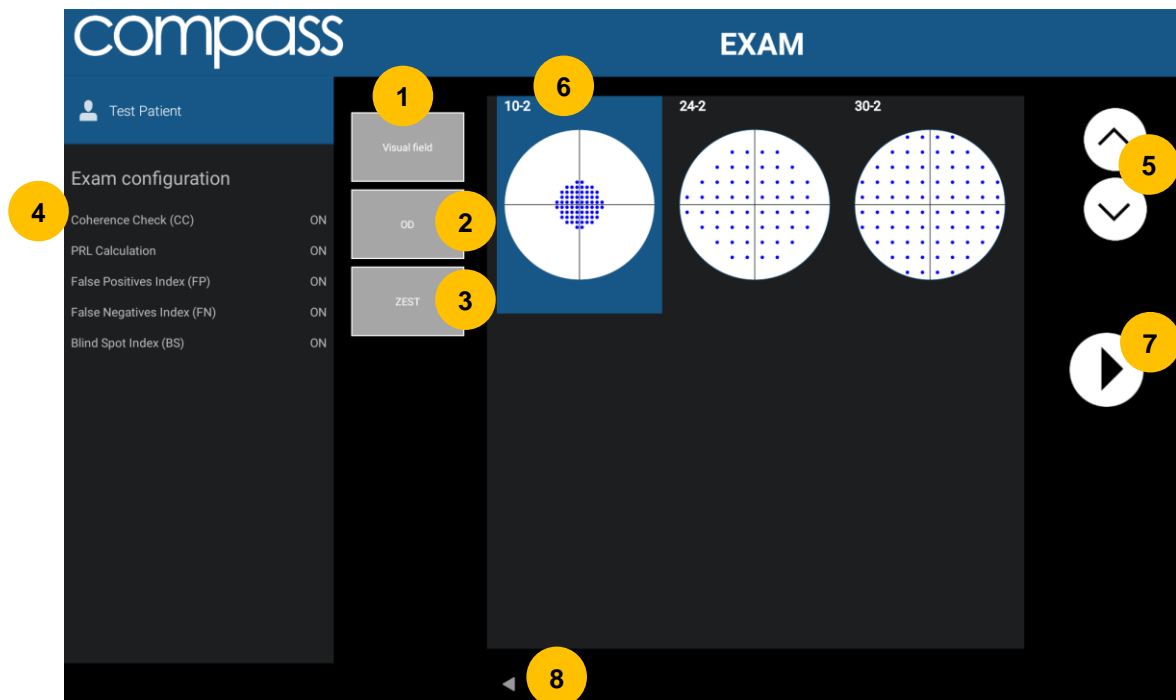 compass
EXAM
Test Patient
Exam configuration
Coherence Check (CC) ON
PRL Calculation ON
False Positives Index (FP) ON
False Negatives Index (FN) ON
Blind Spot Index (BS) ON
4
1
Visual field
OD
2
ZEST
3
10-2
6
24-2
30-2
5
7
8